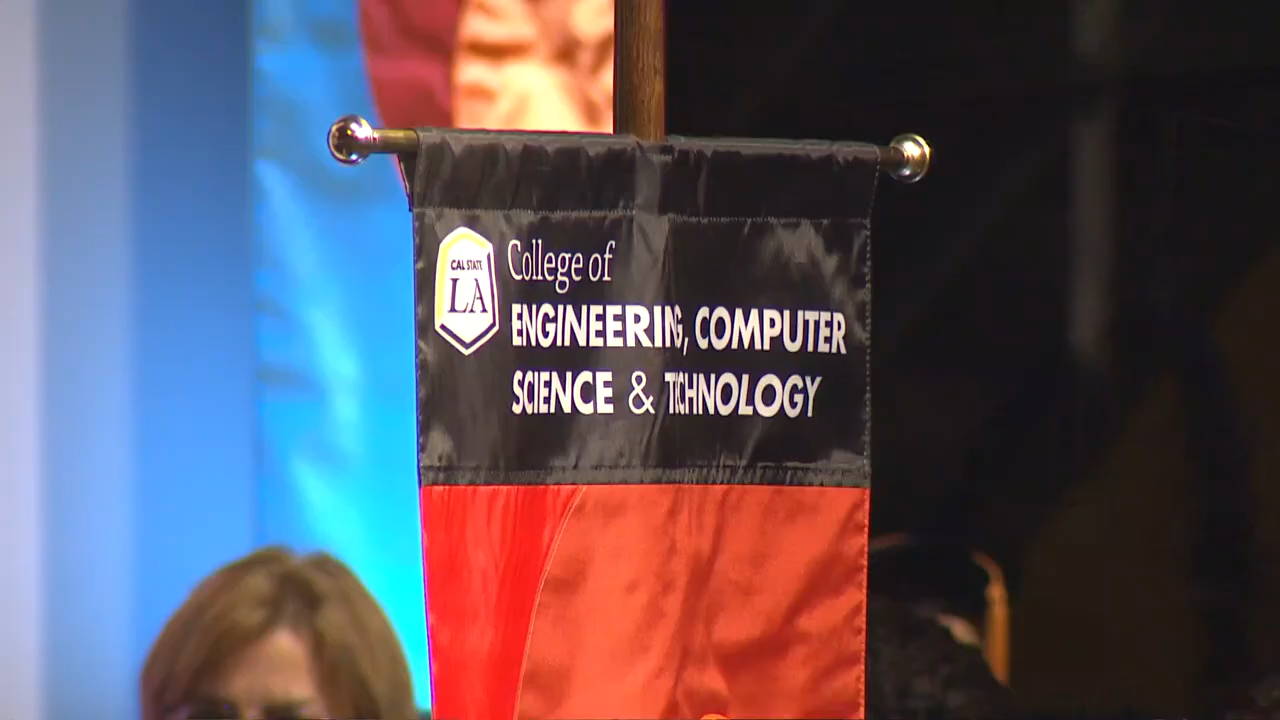 CAL STATE
LA
College of
ENGINEERING, COMPUTER
SCIENCE & TECHNOLOGY